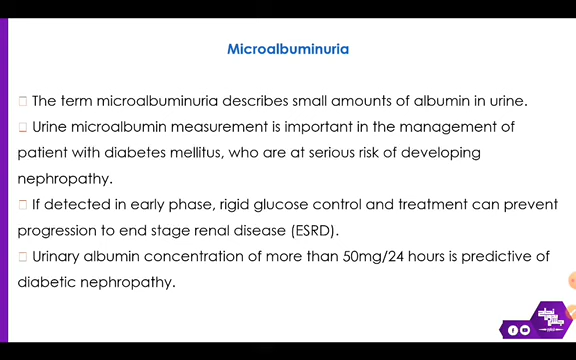 Microalbuminuria
The term microalbuminuria describes small amounts of albumin in urine.
Urine microalbumin measurement is important in the management of
patient with diabetes mellitus, who are at serious risk of developing
nephropathy.
If detected in early phase, rigid glucose control and treatment can prevent
progression to end stage renal disease (ESRD).
Urinary albumin concentration of more than 50mg/24 hours is predictive of
diabetic nephropathy.